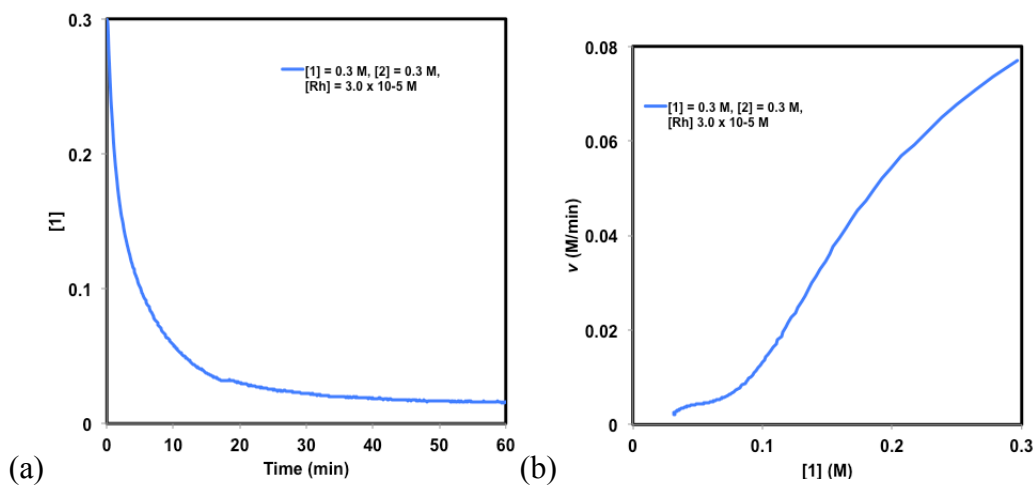 0.3
0.2
0.1
0
[1]
[1] = 0.3 M, [2] = 0.3 M,
[Rh] = 3.0 x 10-5 M
0 10 20 30 40 50 60
Time (min)
(a)
0.08
0.06
0.04
0.02
0.00
v (M/min)
[1] = 0.3 M, [2] = 0.3 M,
[Rh] 3.0 x 10-5 M
0 0.1 0.2 0.3
[1] (M)
(b)